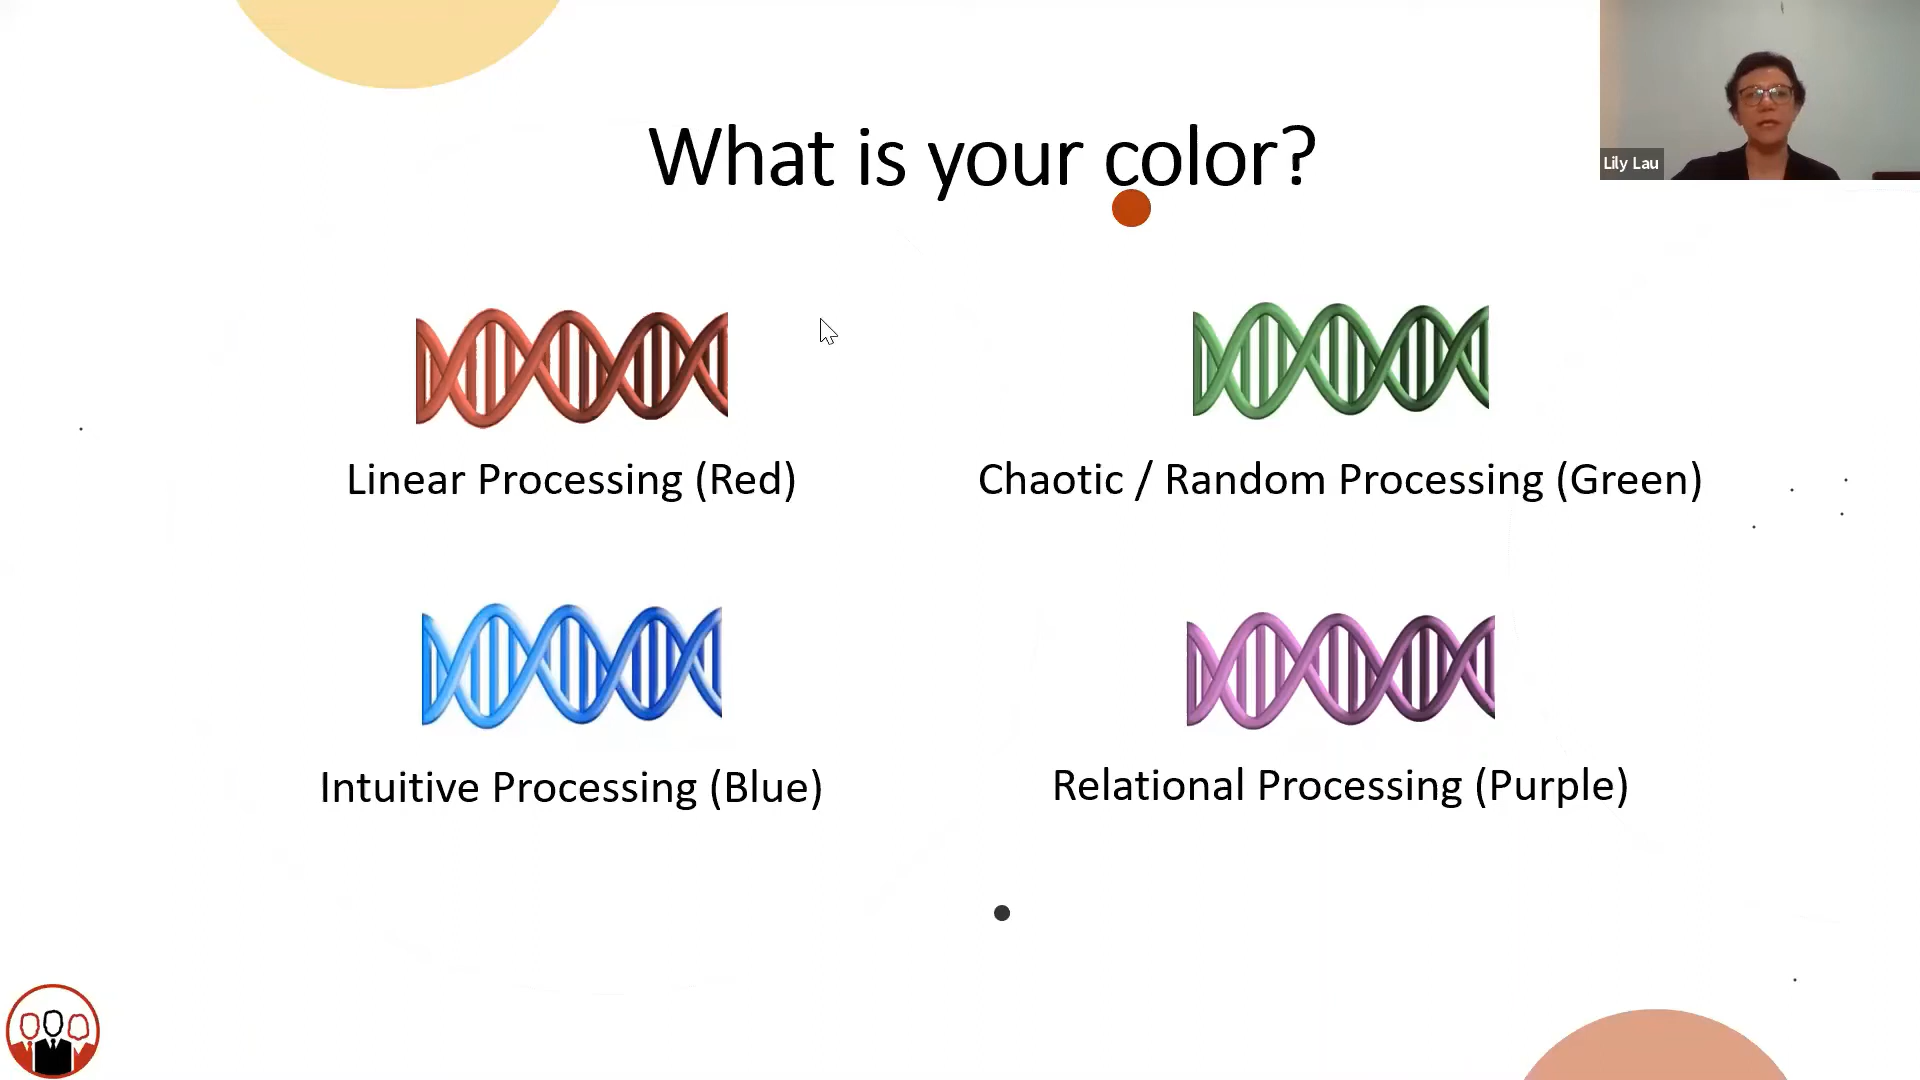 What is your color?
Lily Lau
Linear Processing (Red)
Chaotic / Random Processing (Green)
Intuitive Processing (Blue)
Relational Processing (Purple)